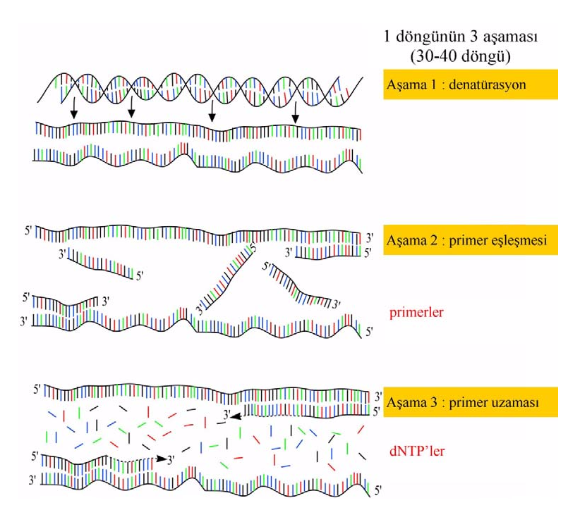 1 döngünün 3 aşaması
(30-40 döngü)
Aşama 1 : denatürasyon
5' 3'
Aşama 2 : primer eşleşmesi
3' 5' 5' 3' 5'
5' 3'
5' 3' 3'
primerler
3' 5'
5' 3'
Aşama 3 : primer uzaması
3' 5'
dNTP'ler
5' 3'
3' 5'